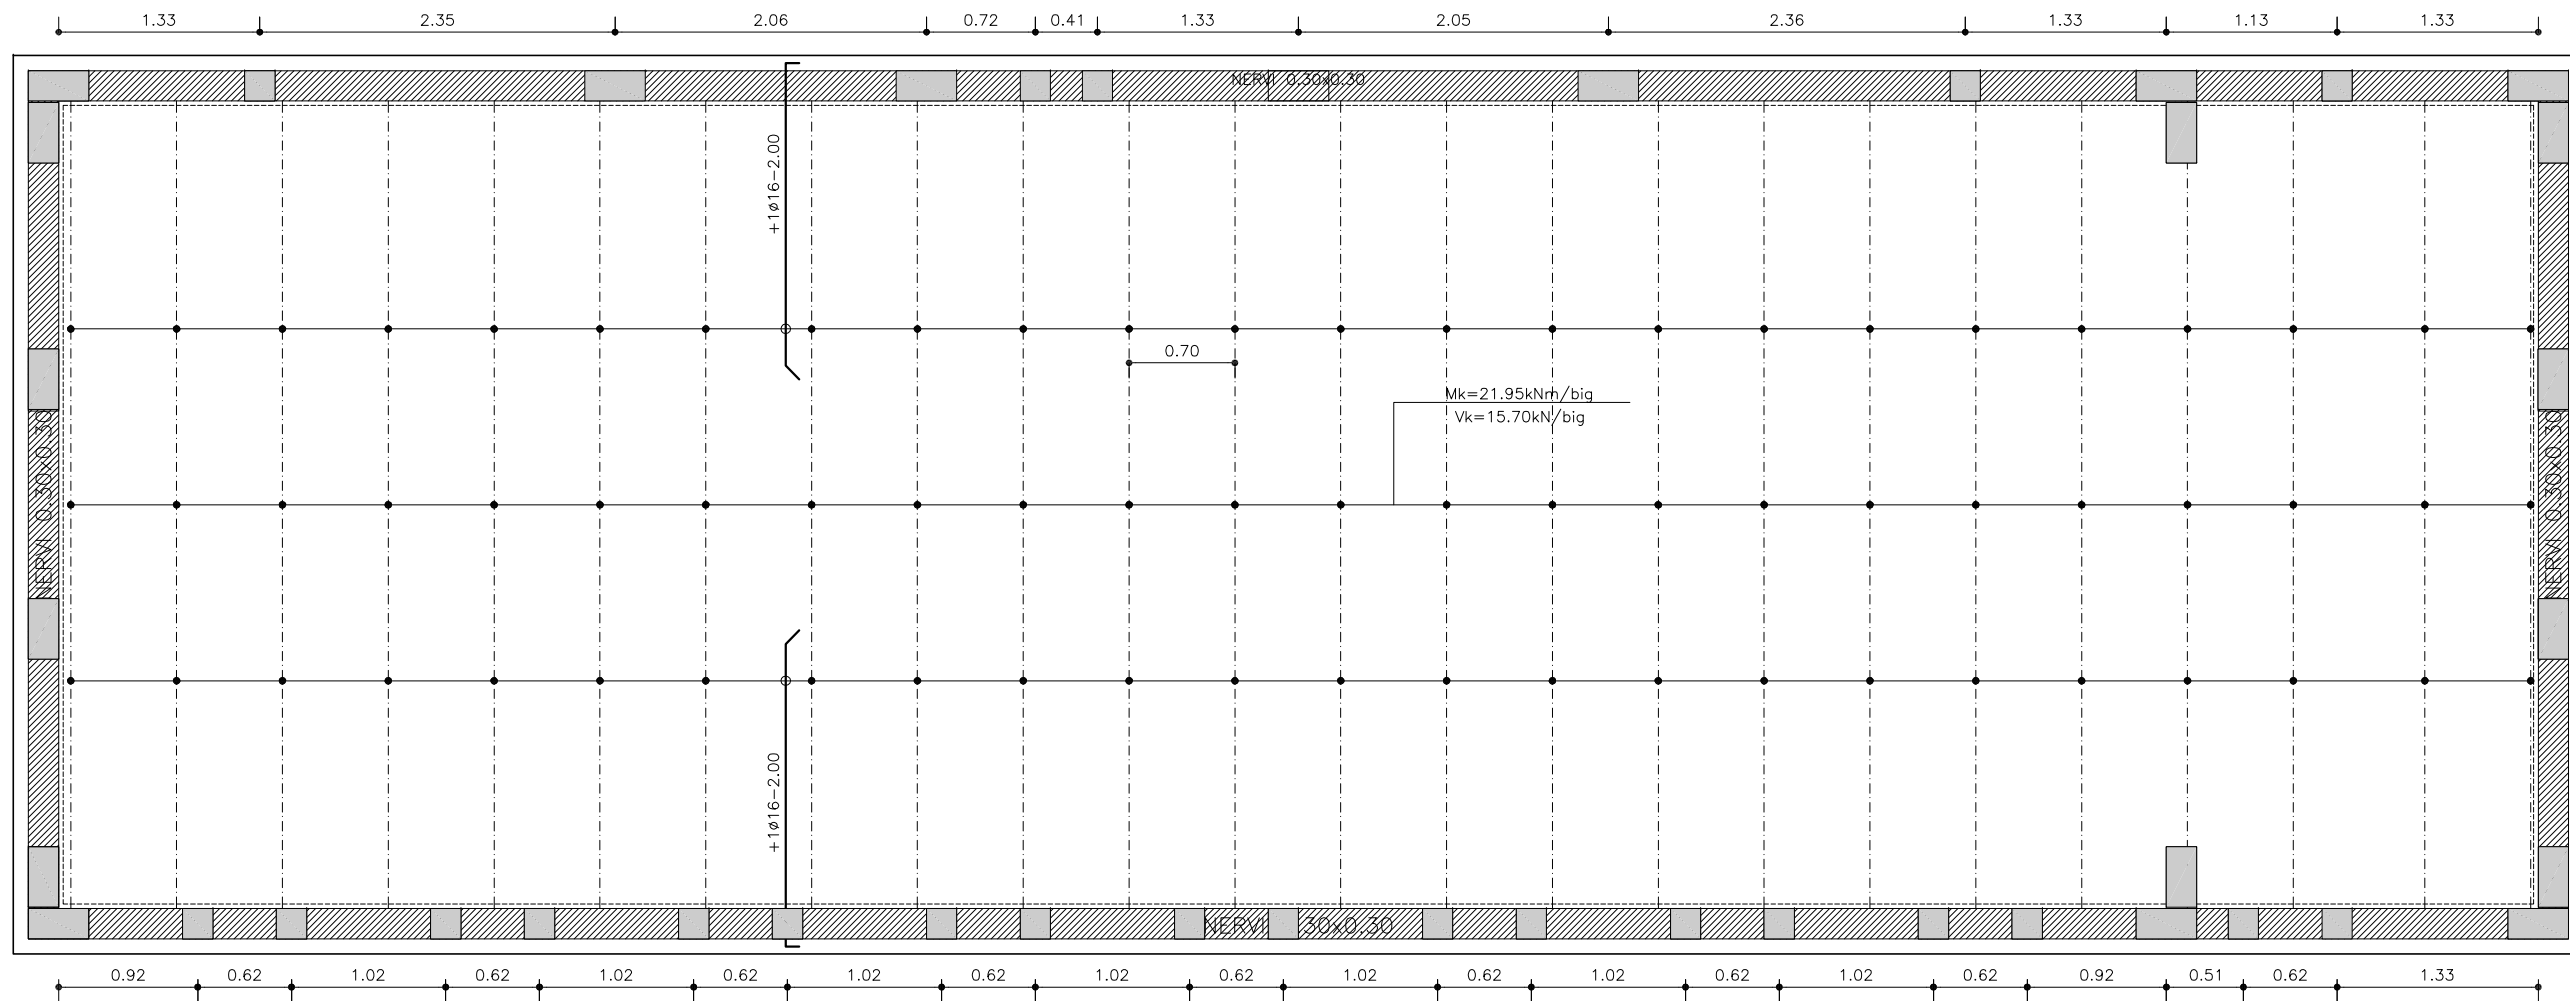 1.33 2.35 2.06 0.72 0.41 1.33 2.05 2.36 1.33 1.13 1.33
NERVI 0.30x0.30
+1ø16-2.00
0.70
Mk=21.95kNm/big
Vk=15.70kN/big
NERVI 0.30x0.30
NERVI 0.30x0.30
+1ø16-2.00
NERVI 30x0.30
0.92 0.62 1.02 0.62 1.02 0.62 1.02 0.62 1.02 0.62 1.02 0.62 1.02 0.62 1.02 0.62 0.92 0.51 0.62 1.33